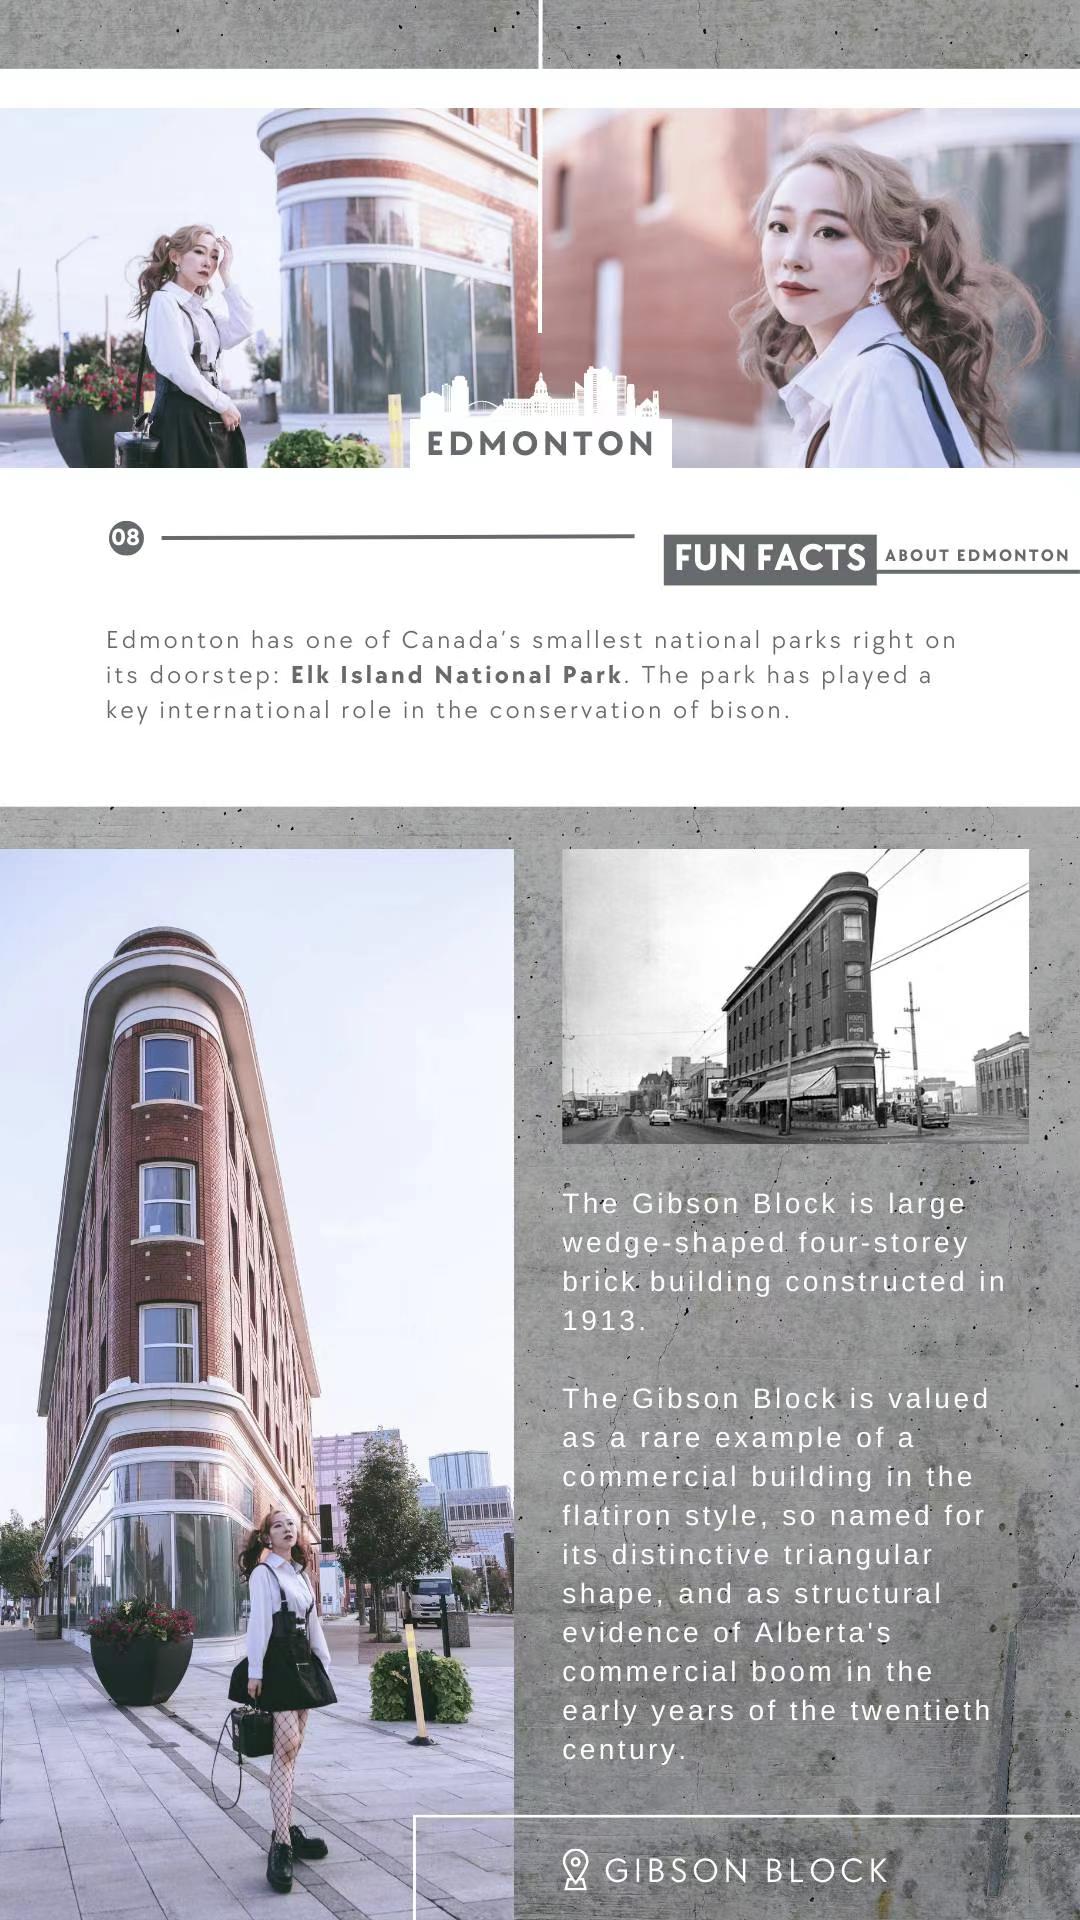 EDMONTON
08
FUN FACTS ABOUT EDMONTON
Edmonton has one of Canada's smallest national parks right on
its doorstep: Elk Island National Park. The park has played a
key international role in the conservation of bison.
The Gibson Block is large
wedge-shaped four-storey
brick building constructed in
1913.
The Gibson Block is valued
as a rare example of a
commercial building in the
flatiron style, so named for
its distinctive triangular
shape, and as structural
evidence of Alberta's
commercial boom in the
early years of the twentieth
century.
GIBSON BLOCK